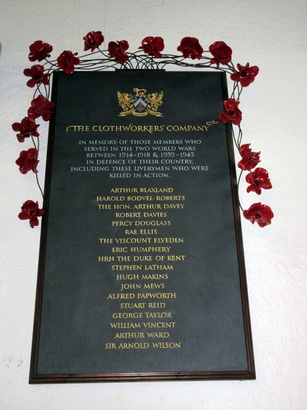 THE CLOTHWORKERS' COMPANY
IN MEMORY OF THOSE MEMBERS WHO
SERVED IN THE TWO WORLD WARS
BETWEEN 1914-1918 & 1939-1945
IN DEFENCE OF THEIR COUNTRY,
INCLUDING THESE LIVERYMEN WHO WERE
KILLED IN ACTION.
ARTHUR BLAXLAND
HAROLD BODVEL-ROBERTS
THE HON. ARTHUR DAVEY
ROBERT DAVIES
PERCY DOUGLASS
RAE ELLIS
THE VISCOUNT ELVEDEN
ERIC HUMPHERY
HRH THE DUKE OF KENT
STEPHEN LATHAM
HUGH MAKINS
JOHN MEWS
ALFRED PAPWORTH
STUART REID
GEORGE TAYLOR
WILLIAM VINCENT
ARTHUR WARD
SIR ARNOLD WILSON